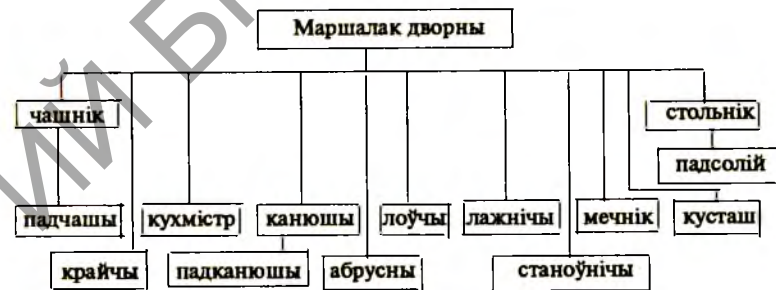 Маршалак дворны
чашнік
стольнік
падсолій
падчашы
кухмістр
канюшы
лоўчы
лажнічы
мечнік
кусташ
крайчы
падканюшы
абрусны
станоўнічы